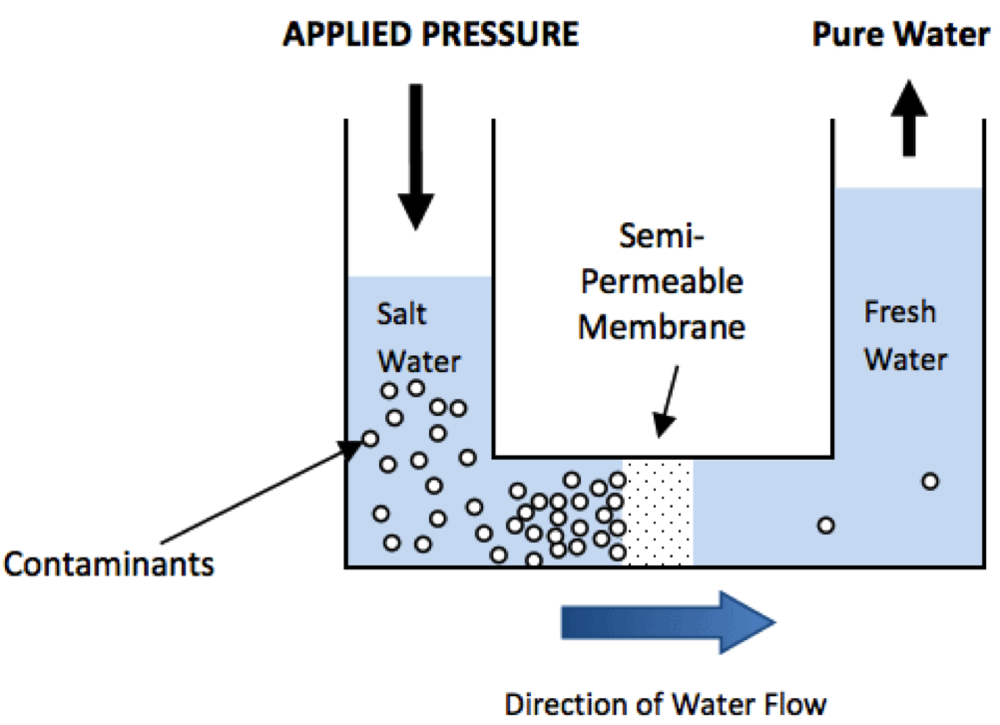 APPLIED PRESSURE
Pure Water
Semi-
Permeable
Membrane
Salt
Water
Fresh
Water
Contaminants
Direction of Water Flow